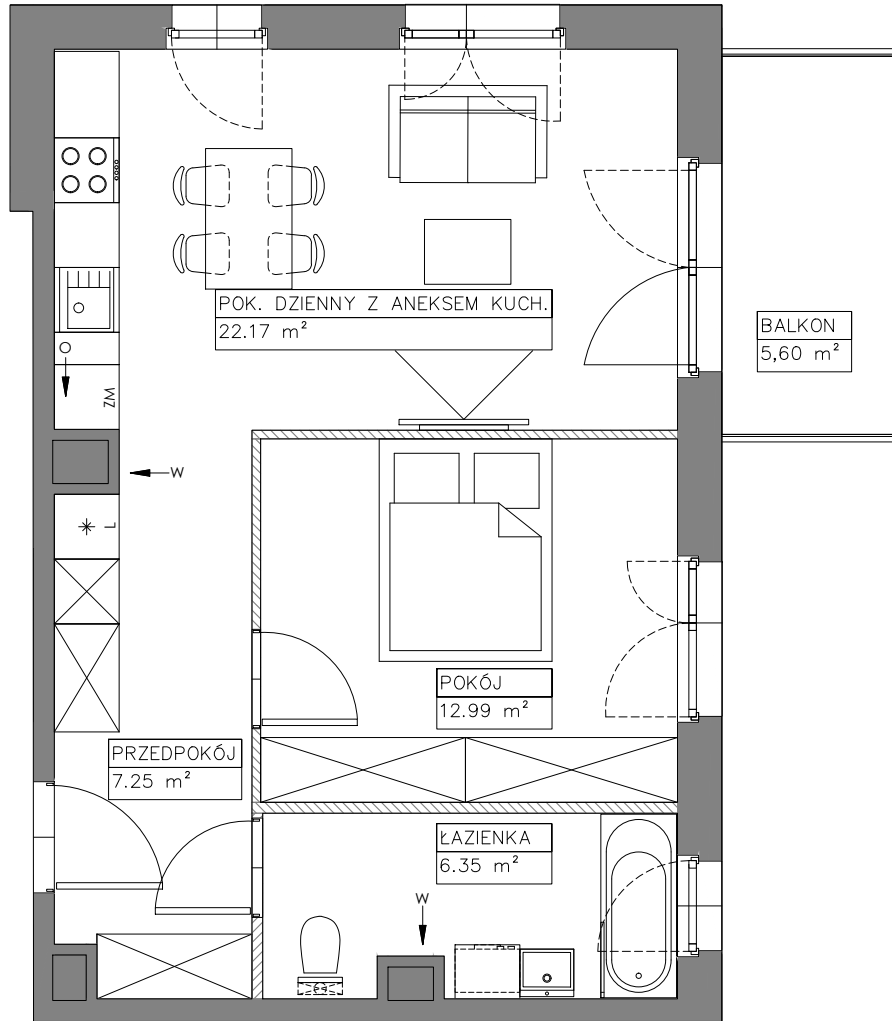 POK. DZIENNY Z ANEKSEM KUCH.
22.17 m²
BALKON
5,60 m²
ZM
W
L
POKÓJ
12.99 m²
PRZEDPOKÓJ
7.25 m²
ŁAZIENKA
6.35 m²
W